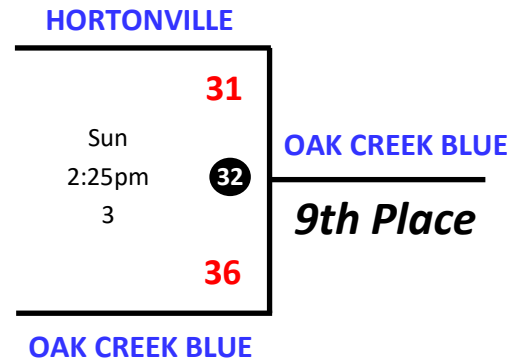 HORTONVILLE
31
Sun
OAK CREEK BLUE
2:25pm
32
3
9th Place
36
OAK CREEK BLUE